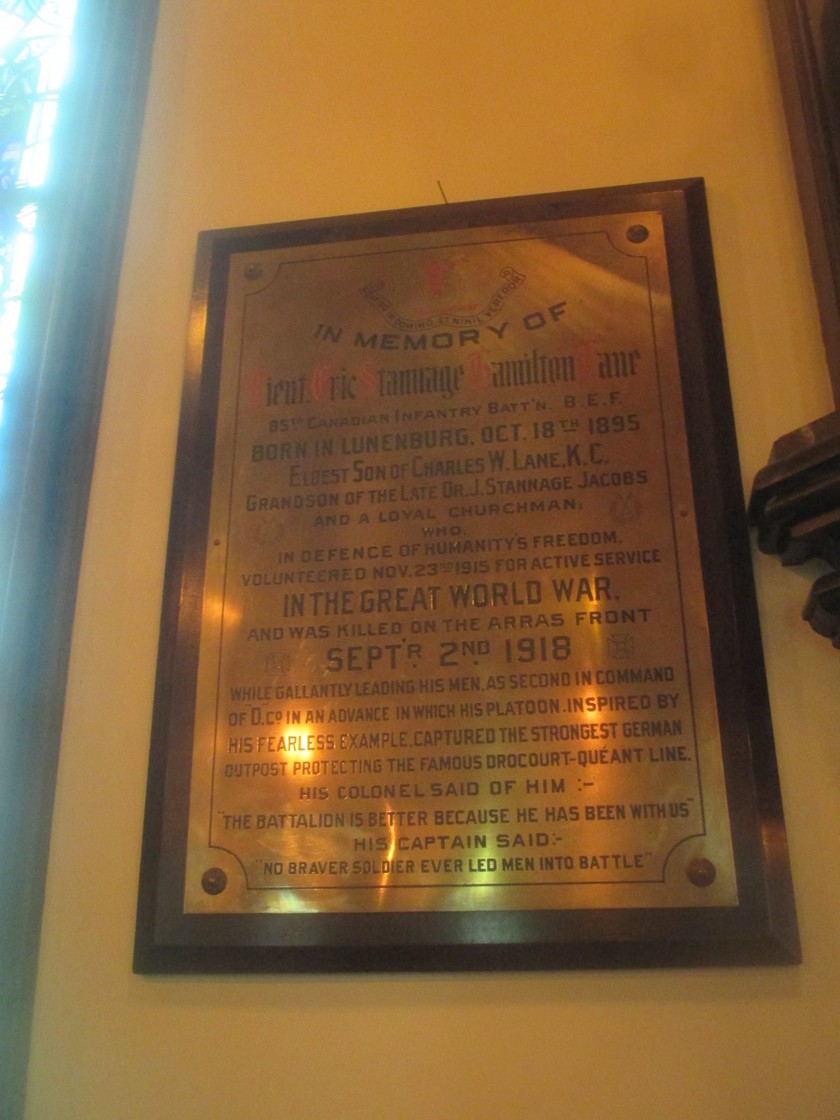 IN DOMINO ET NIHIL
IN MEMORY OF
Lieut. Eric Stannage Hamilton Lane
85TH CANADIAN INFANTRY BATT'N. B.E.F.
BORN IN LUNENBURG, OCT. 18TH 1895
ELDEST SON OF CHARLES W. LANE, K.C.
GRANDSON OF THE LATE DR. J. STANNAGE JACOBS
AND A LOYAL CHURCHMAN;
WHO,
IN DEFENCE OF HUMANITY'S FREEDOM,
VOLUNTEERED NOV. 23RD 1915 FOR ACTIVE SERVICE
IN THE GREAT WORLD WAR.
AND WAS KILLED ON THE ARRAS FRONT
SEPT'R. 2ND 1918
WHILE GALLANTLY LEADING HIS MEN, AS SECOND IN COMMAND
OF "D." CO IN AN ADVANCE IN WHICH HIS PLATOON, INSPIRED BY
HIS FEARLESS EXAMPLE, CAPTURED THE STRONGEST GERMAN
OUTPOST PROTECTING THE FAMOUS DROCOURT-QUÉANT LINE.
HIS COLONEL SAID OF HIM :-
"THE BATTALION IS BETTER BECAUSE HE HAS BEEN WITH US"
HIS CAPTAIN SAID:-
"NO BRAVER SOLDIER EVER LED MEN INTO BATTLE"